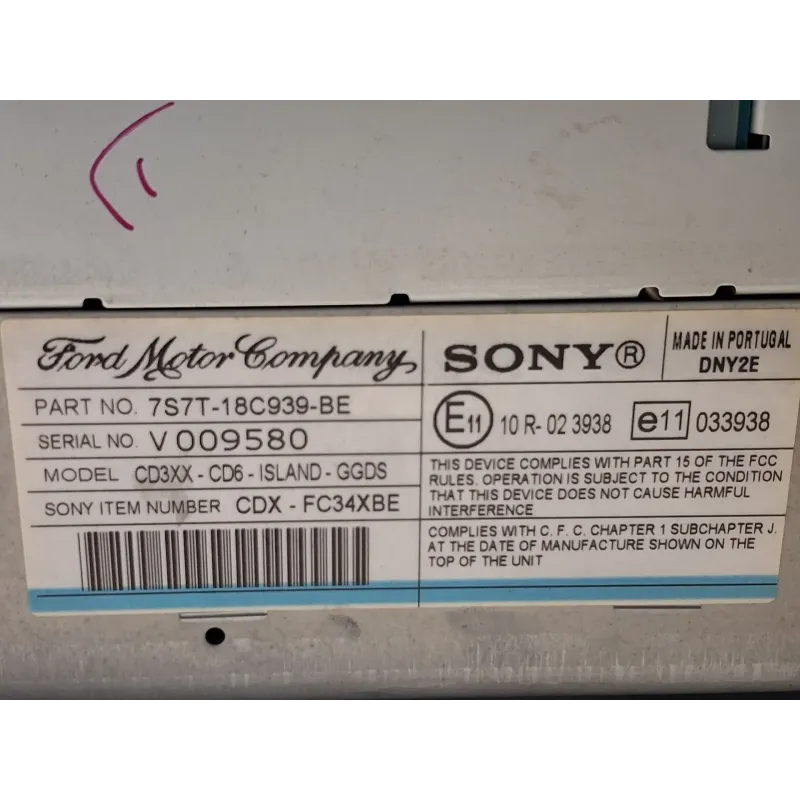 Ford Motor Company
PART NO. 7S7T-18C939-BE
SERIAL NO. V 009580
MODEL CD3XX - CD6 - ISLAND - GGDS
SONY ITEM NUMBER CDX - FC34XBE
SONY®
MADE IN PORTUGAL
DNY2E
E11 10 R- 02 3938 e11 033938
THIS DEVICE COMPLIES WITH PART 15 OF THE FCC
RULES. OPERATION IS SUBJECT TO THE CONDITION
THAT THIS DEVICE DOES NOT CAUSE HARMFUL
INTERFERENCE
COMPLIES WITH C. F. C. CHAPTER 1 SUBCHAPTER J.
AT THE DATE OF MANUFACTURE SHOWN ON THE
TOP OF THE UNIT